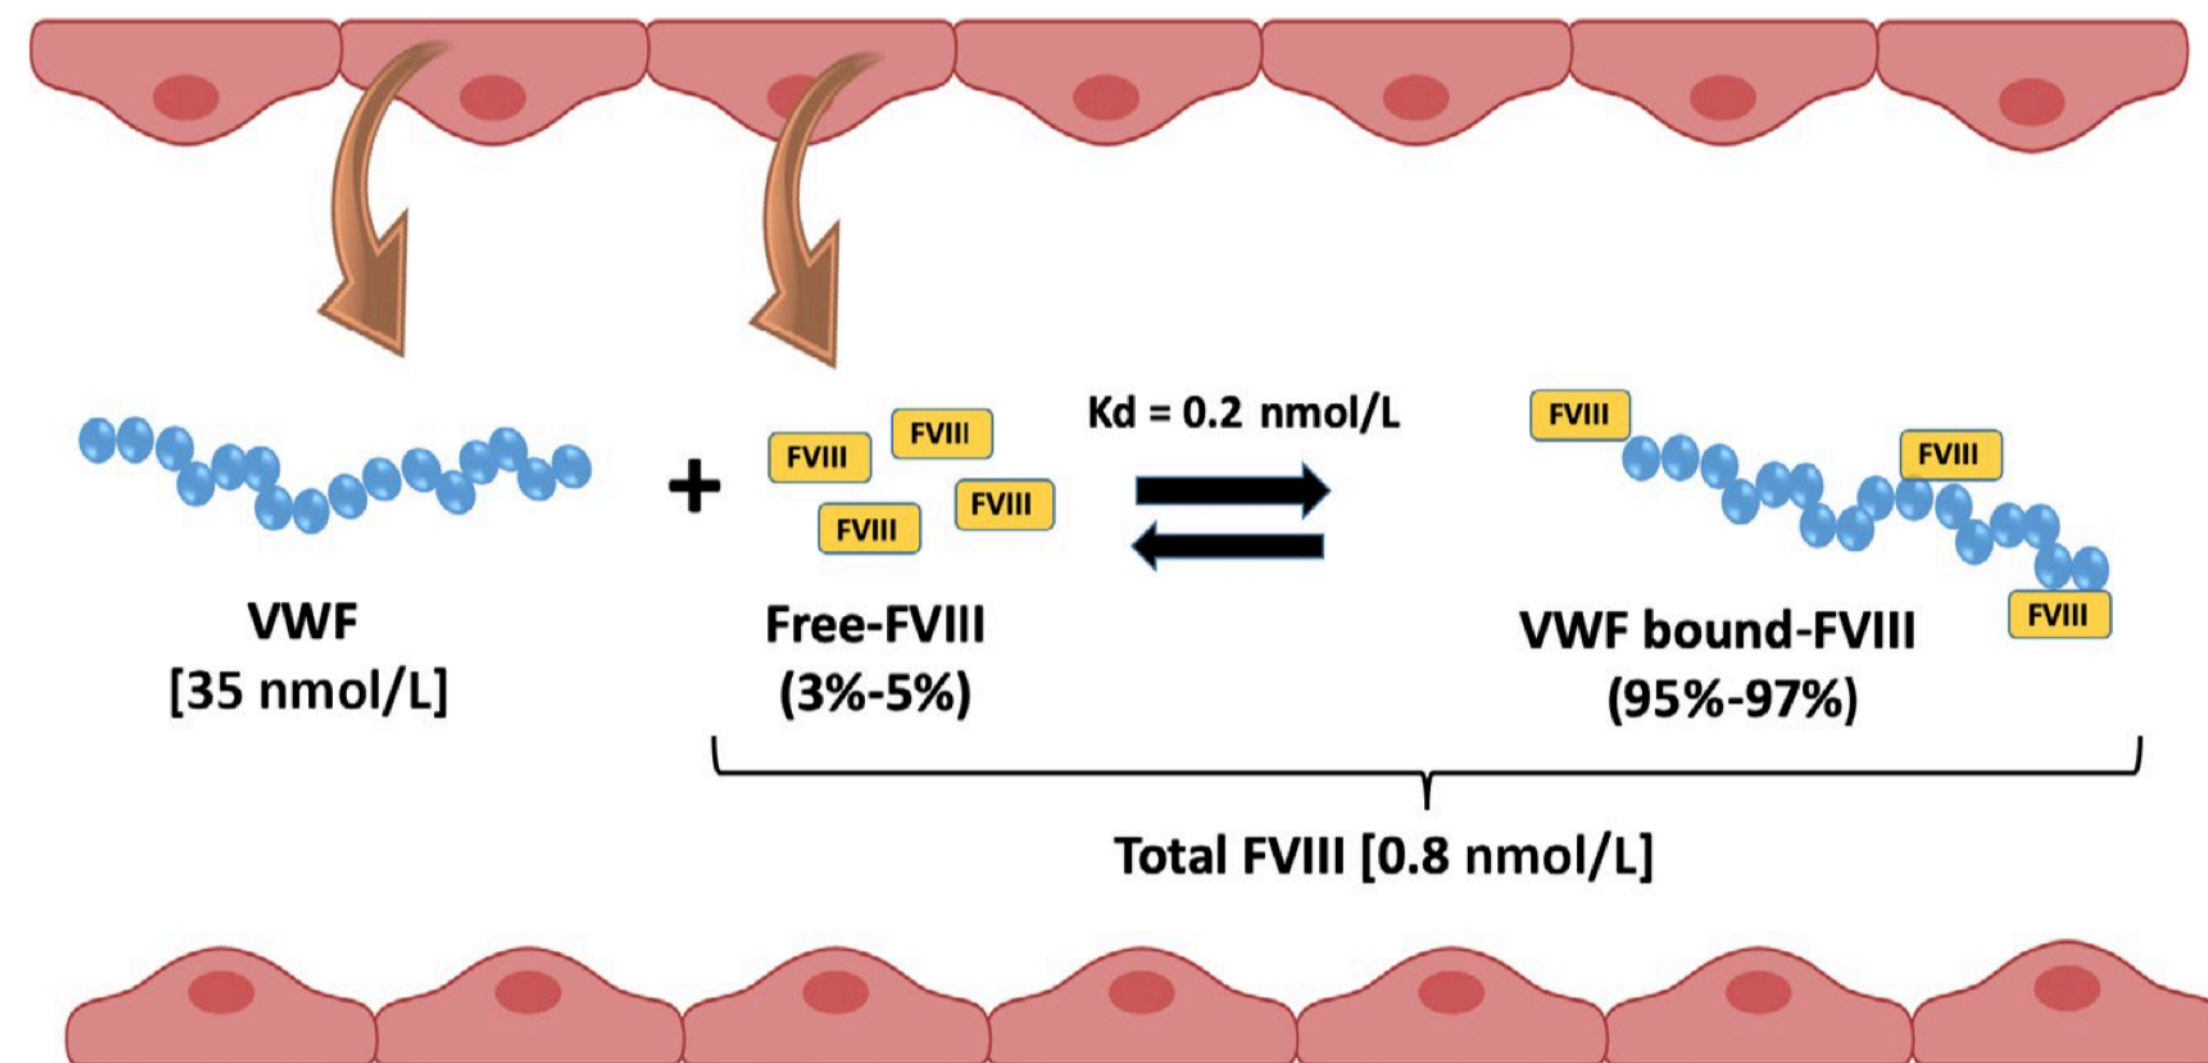 Kd = 0.2 nmol/L
FVIII
FVIII
FVIII
FVIII
+
FVIII
FVIII
FVIII
VWF
[35 nmol/L]
Free-FVIII
(3%-5%)
VWF bound-FVIII
(95%-97%)
Total FVIII [0.8 nmol/L]